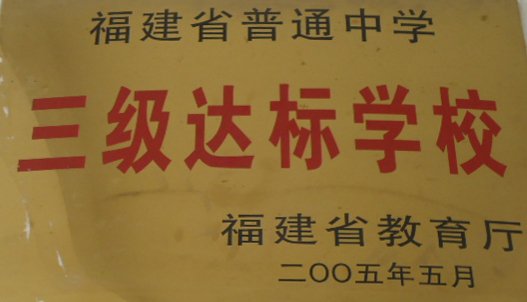 福建省普通中学
三级达标学校
福建省教育厅
二〇〇五年五月